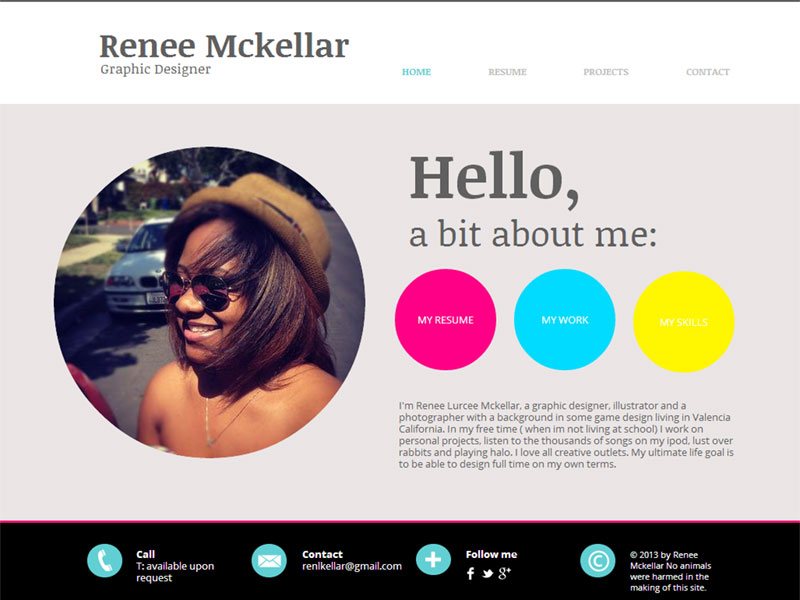 Renee Mckellar
Graphic Designer
HOME RESUME PROJECTS CONTACT
Hello,
a bit about me:
MY RESUME MY WORK MY SKILLS
I'm Renee Lurcee Mckellar, a graphic designer, illustrator and a
photographer with a background in some game design living in Valencia
California. In my free time ( when im not living at school) I work on
personal projects, listen to the thousands of songs on my ipod, lust over
rabbits and playing halo. I love all creative outlets. My ultimate life goal is
to be able to design full time on my own terms.
Call
T: available upon
request
Contact
renlkellar@gmail.com
Follow me
© 2013 by Renee
Mckellar No animals
were harmed in the
making of this site.